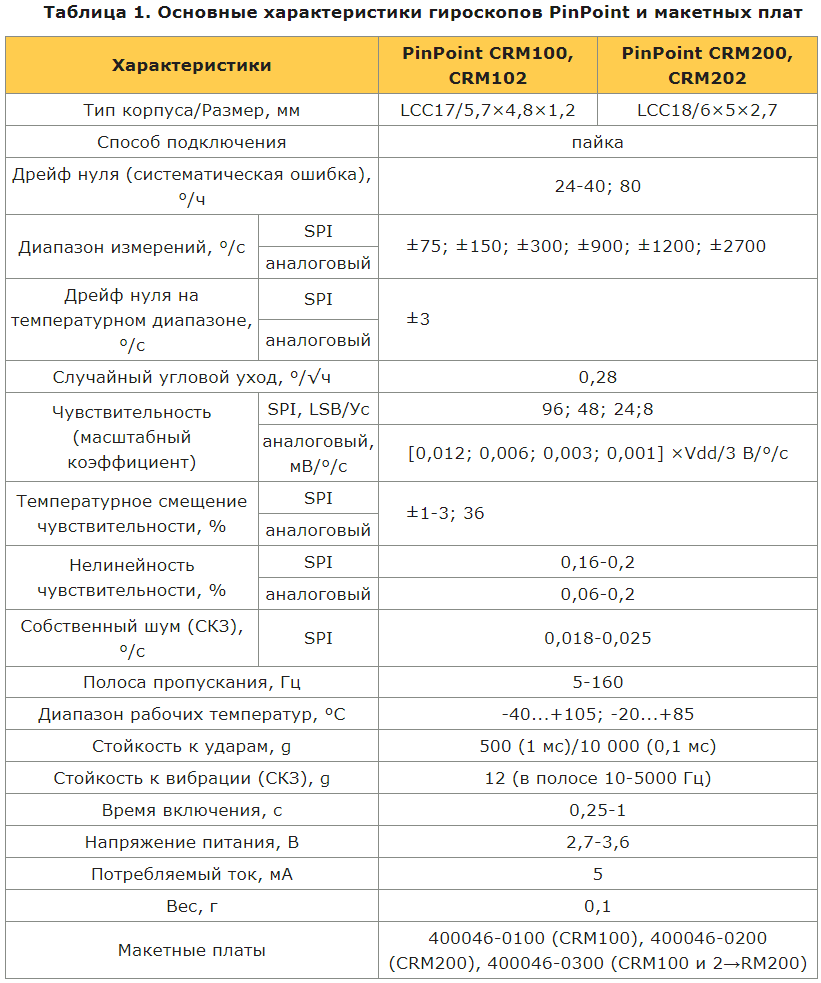 Таблица 1. Основные характеристики гироскопов PinPoint и макетных плат
Характеристики
PinPoint CRM100,
CRM102
PinPoint CRM200,
CRM202
Тип корпуса/Размер, мм
LCC17/5,7×4,8×1,2
LCC18/6×5×2,7
Способ подключения
пайка
Дрейф нуля (систематическая ошибка),
º/ч
24-40; 80
Диапазон измерений, º/с
SPI
аналоговый
±75; ±150; ±300; ±900; ±1200; ±2700
Дрейф нуля на
температурном диапазоне,
º/с
SPI
аналоговый
±3
Случайный угловой уход, º/√ч
0,28
Чувствительность
(масштабный
коэффициент)
SPI, LSB/Ус
96; 48; 24;8
аналоговый,
мВ/º/с
[0,012; 0,006; 0,003; 0,001] ×Vdd/3 В/º/с
Температурное смещение
чувствительности, %
SPI
аналоговый
±1-3; 36
Нелинейность
чувствительности, %
SPI
0,16-0,2
аналоговый
0,06-0,2
Собственный шум (СКЗ),
º/с
SPI
0,018-0,025
Полоса пропускания, Гц
5-160
Диапазон рабочих температур, ºС
-40...+105; -20...+85
Стойкость к ударам, g
500 (1 мс)/10 000 (0,1 мс)
Стойкость к вибрации (СКЗ), g
12 (в полосе 10-5000 Гц)
Время включения, с
0,25-1
Напряжение питания, В
2,7-3,6
Потребляемый ток, мА
5
Вес, г
0,1
Макетные платы
400046-0100 (CRM100), 400046-0200
(CRM200), 400046-0300 (CRM100 и 2→RM200)